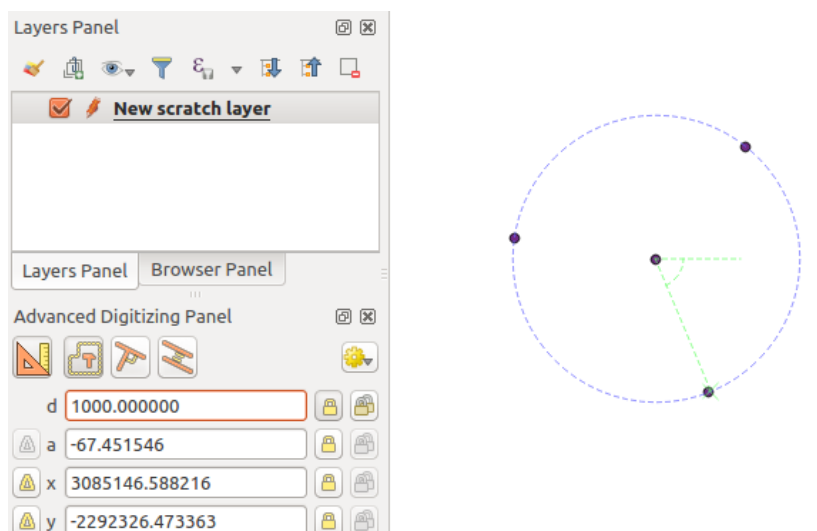 Layers Panel
ε
New scratch layer
Layers Panel Browser Panel
Advanced Digitizing Panel
d 1000.000000
a -67.451546
x 3085146.588216
y -2292326.473363